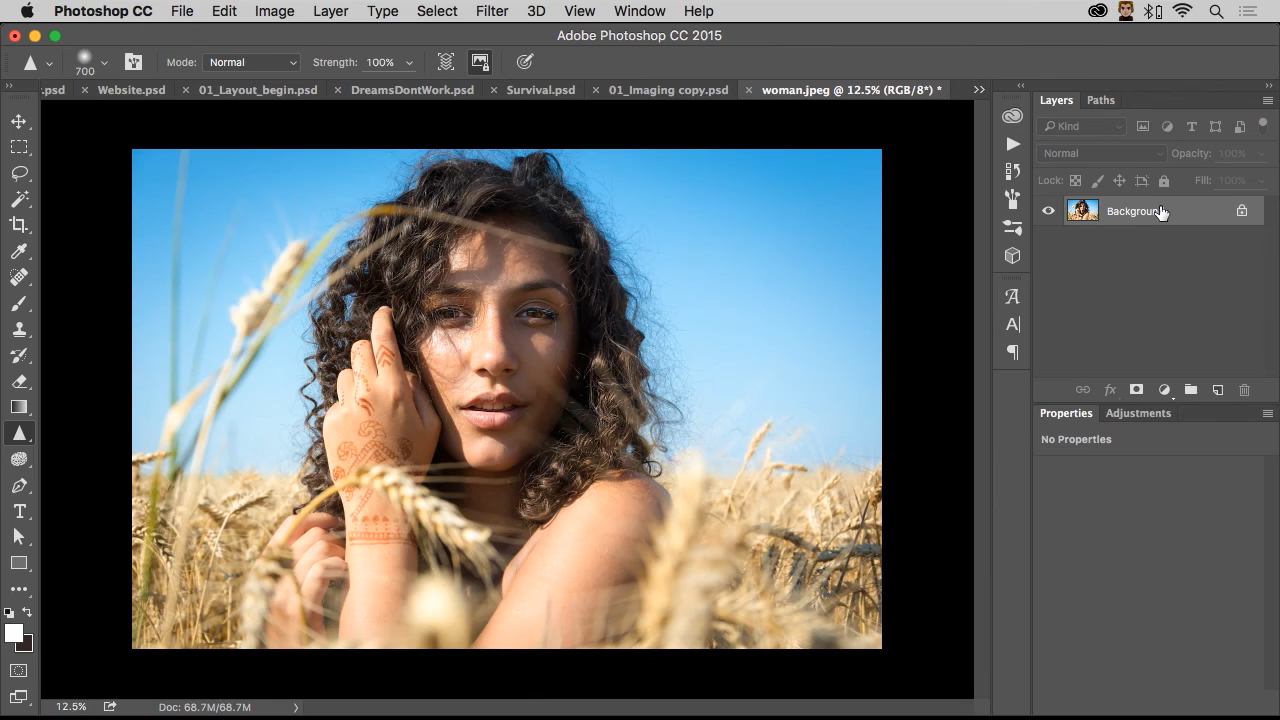 Photoshop CC File Edit Image Layer Type Select Filter 3D View Window Help
Adobe Photoshop CC 2015
700 Mode: Normal Strength: 100%
.psd × Website.psd × 01_Layout_begin.psd × DreamsDontWork.psd × Survival.psd × 01_Imaging copy.psd × woman.jpeg @ 12.5% (RGB/8*) *
Layers Paths
Kind
Normal Opacity: 100%
Lock: Fill: 100%
Background
fx
Properties Adjustments
No Properties
12.5% Doc: 68.7M/68.7M